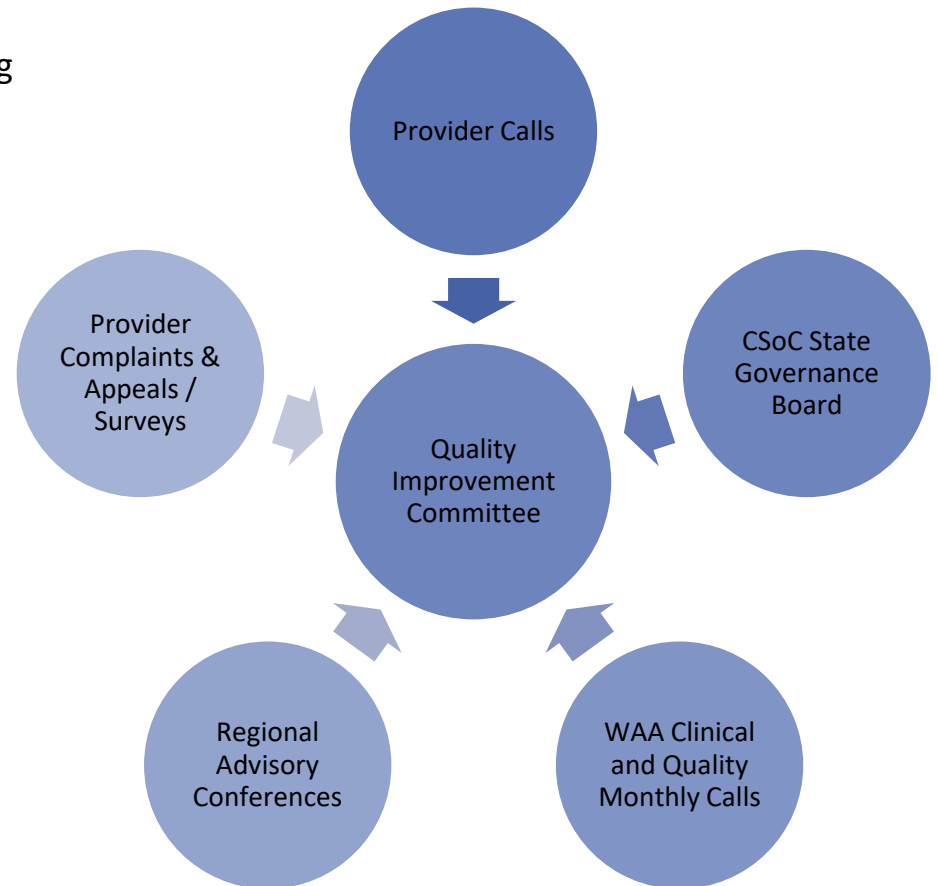 g
Provider Calls
Provider
Complaints &
Appeals /
Surveys
CSoC State
Governance
Board
Quality
Improvement
Committee
Regional
Advisory
Conferences
WAA Clinical
and Quality
Monthly Calls